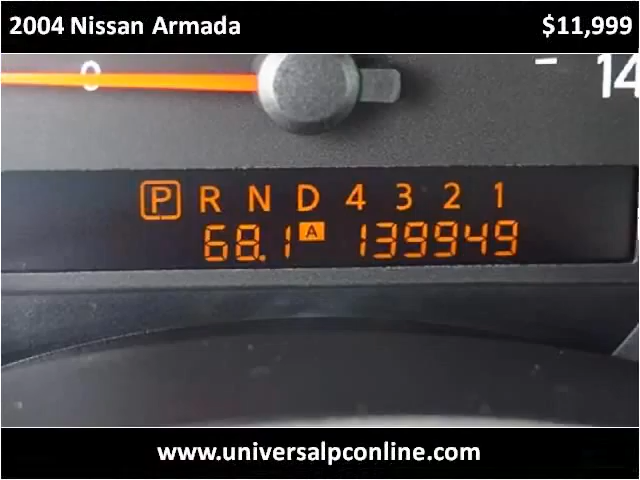 2004 Nissan Armada $11,999
0 14
P R N D 4 3 2 1
68.1 A 139949
www.universalpconline.com